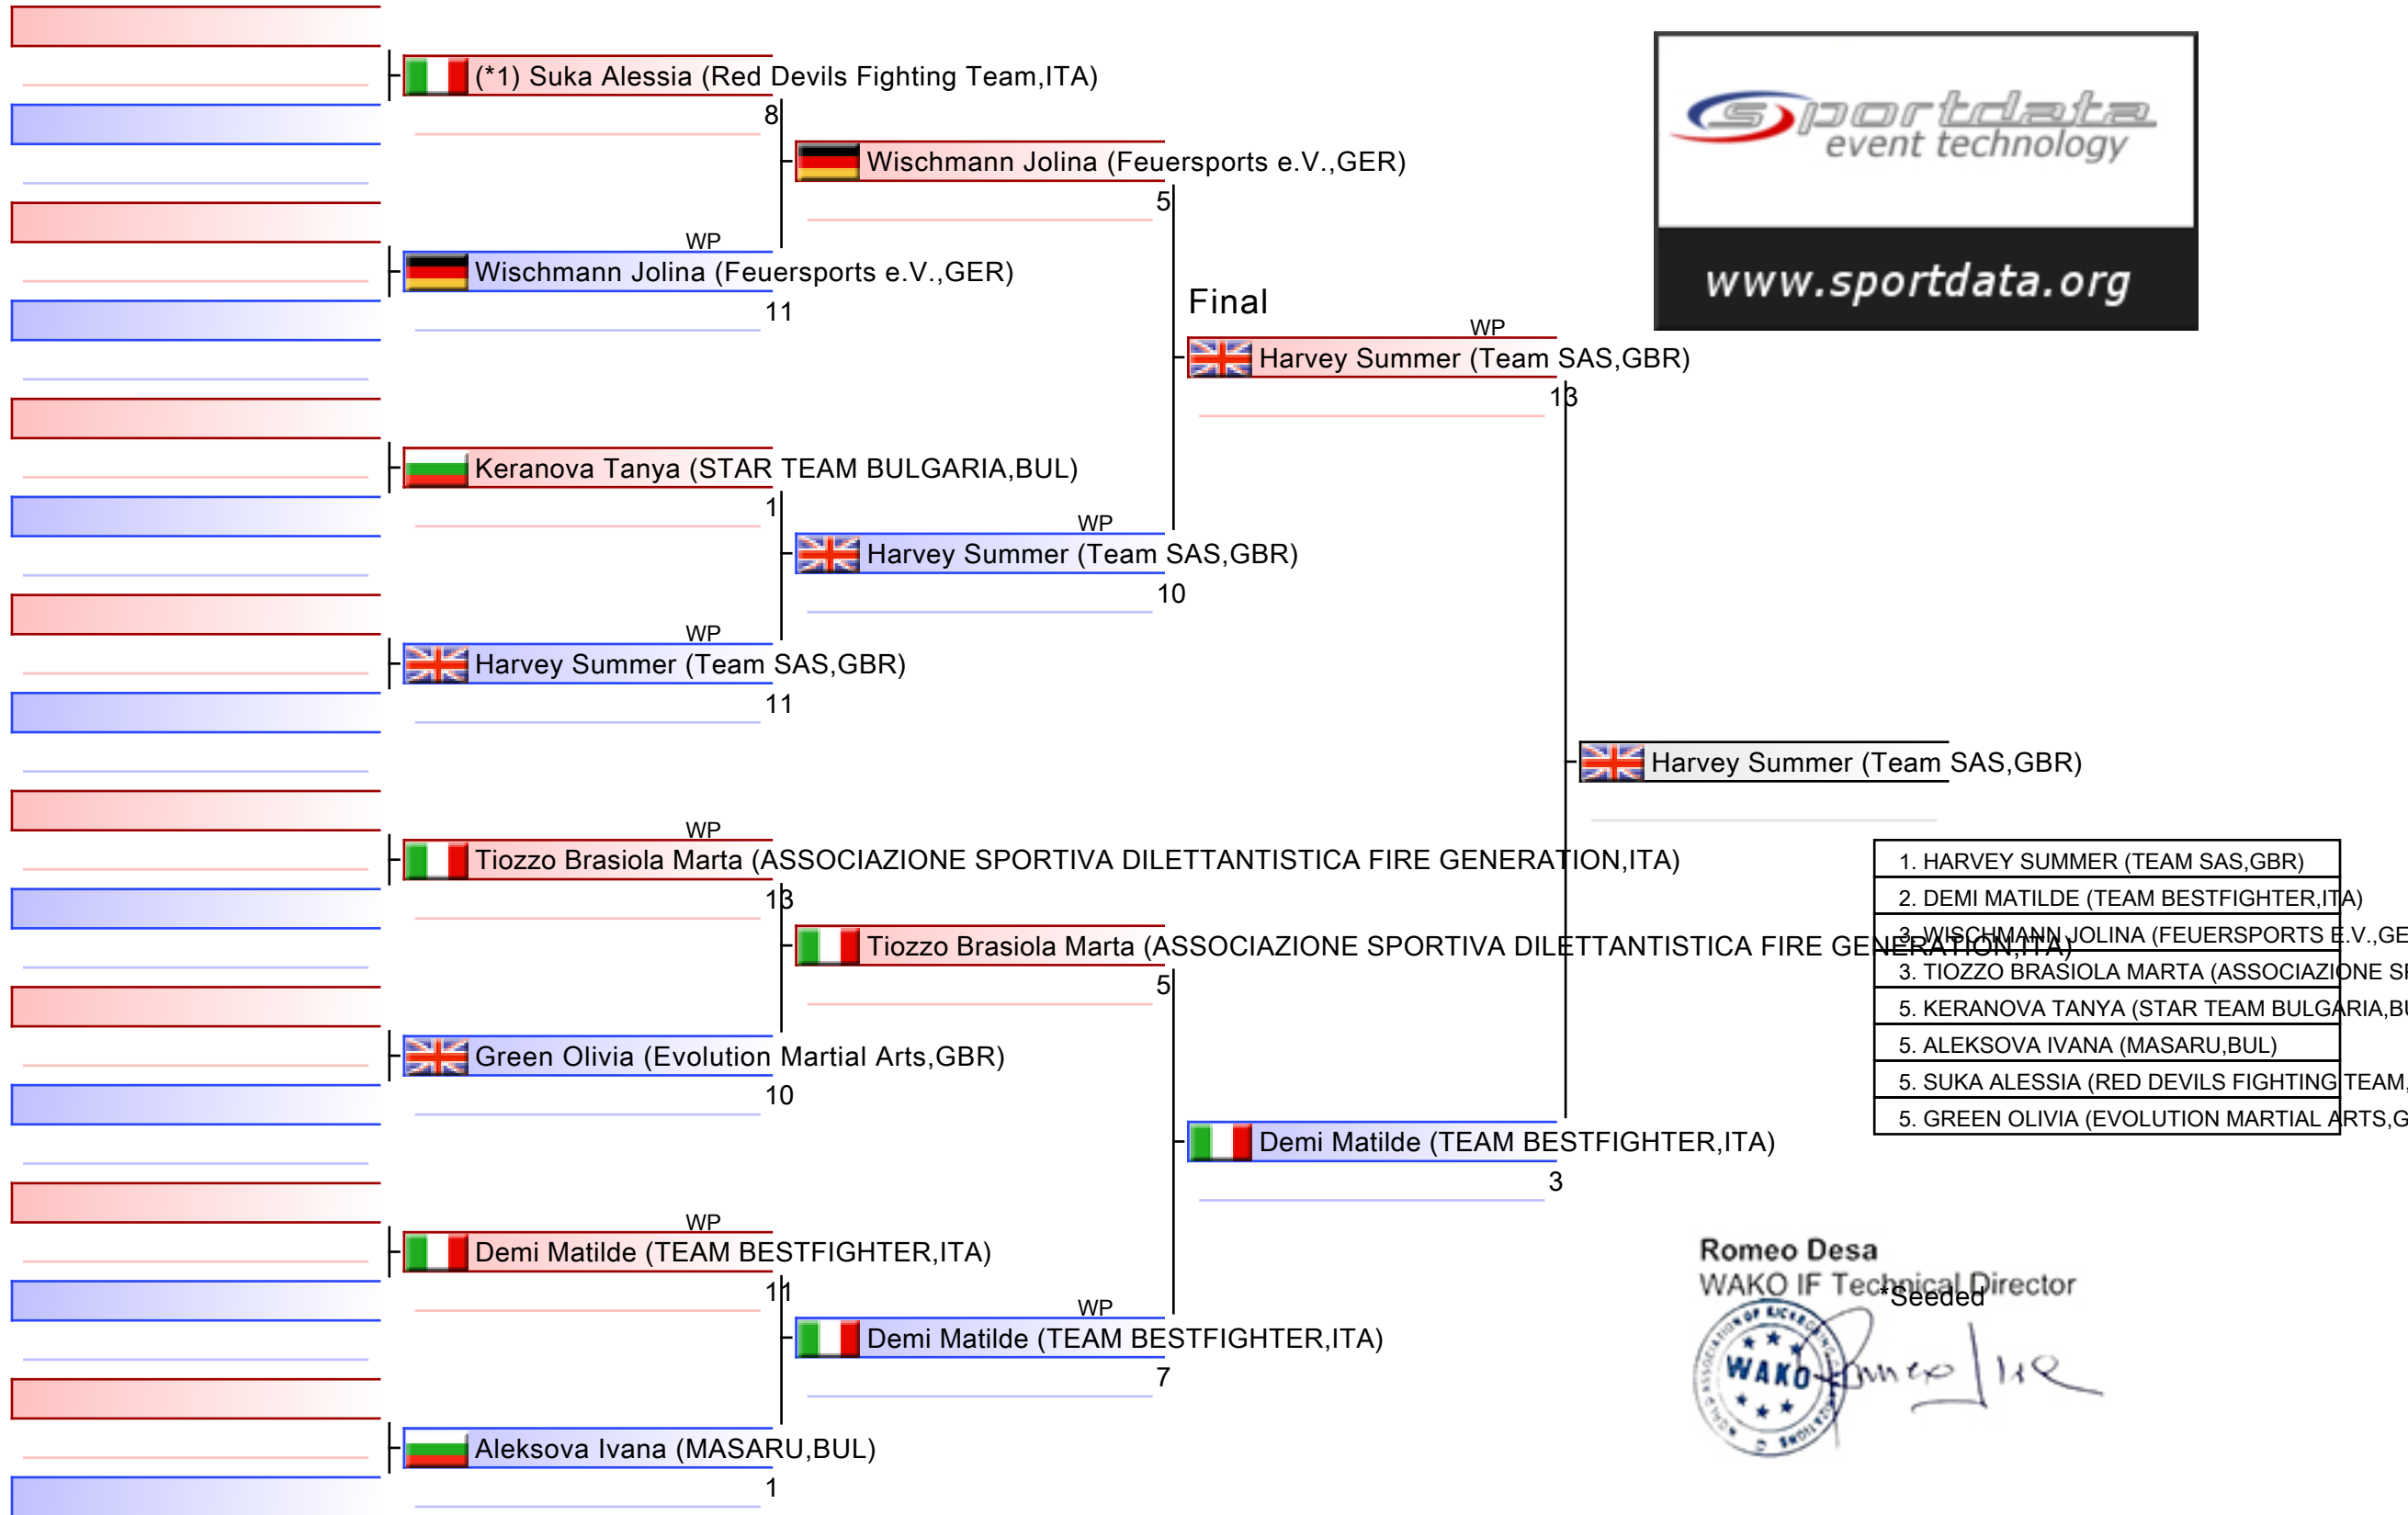 (*1) Suka Alessia (Red Devils Fighting Team,ITA)
8
WP
Wischmann Jolina (Feuersports e.V.,GER)
11
Keranova Tanya (STAR TEAM BULGARIA,BUL)
1
WP
Harvey Summer (Team SAS,GBR)
11
WP
Tiozzo Brasiola Marta (ASSOCIAZIONE SPORTIVA DILETTANTISTICA FIRE GENERATION,ITA)
13
Green Olivia (Evolution Martial Arts,GBR)
10
WP
Demi Matilde (TEAM BESTFIGHTER,ITA)
11
Aleksova Ivana (MASARU,BUL)
1
Wischmann Jolina (Feuersports e.V.,GER)
5
WP
Harvey Summer (Team SAS,GBR)
10
Tiozzo Brasiola Marta (ASSOCIAZIONE SPORTIVA DILETTANTISTICA FIRE GENERATION,ITA)
5
WP
Demi Matilde (TEAM BESTFIGHTER,ITA)
7
Final
WP
Harvey Summer (Team SAS,GBR)
13
Demi Matilde (TEAM BESTFIGHTER,ITA)
3
Harvey Summer (Team SAS,GBR)
sportdata
event technology
www.sportdata.org
1. HARVEY SUMMER (TEAM SAS,GBR)
2. DEMI MATILDE (TEAM BESTFIGHTER,ITA)
3. WISCHMANN JOLINA (FEUERSPORTS E.V.,GE
3. TIOZZO BRASIOLA MARTA (ASSOCIAZIONE S
5. KERANOVA TANYA (STAR TEAM BULGARIA,B
5. ALEKSOVA IVANA (MASARU,BUL)
5. SUKA ALESSIA (RED DEVILS FIGHTING TEAM,
5. GREEN OLIVIA (EVOLUTION MARTIAL ARTS,G
Romeo Desa
WAKO IF Technical Director
*Seeded
WAKO